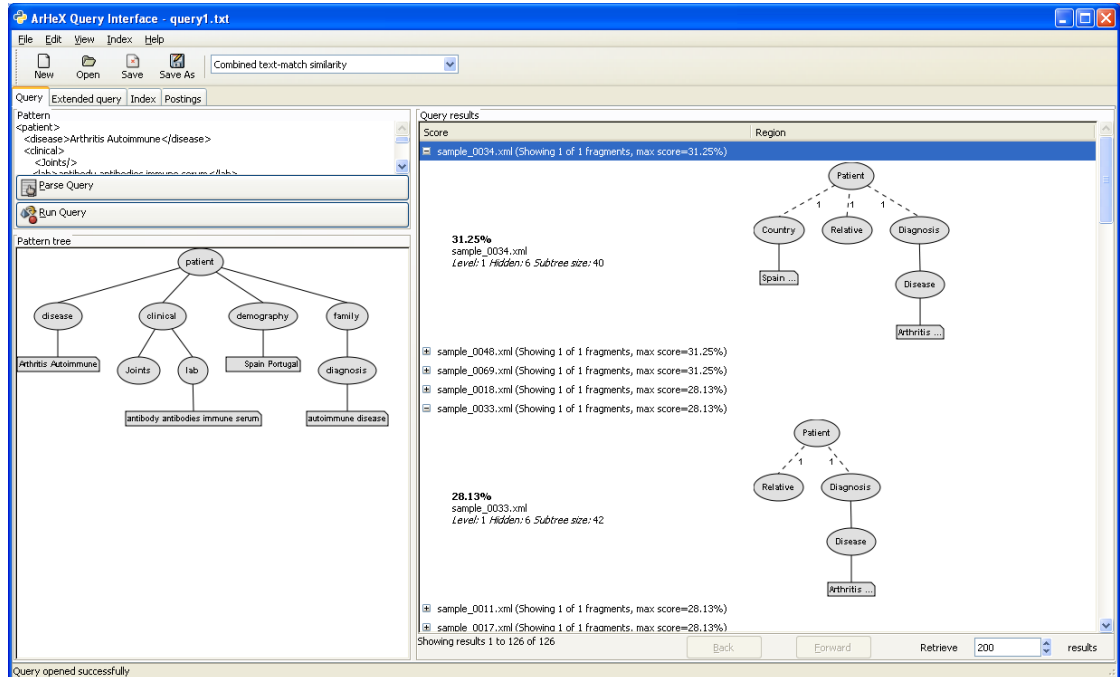 ArHeX Query Interface - query1.txt
File Edit View Index Help
New Open Save Save As Combined text-match similarity
Query Extended query Index Postings
Pattern
<patient>
<disease>Arthritis Autoimmune</disease>
<clinical>
<Joints/>
<lab>antibody antibodies immune serum</lab>
Parse Query
Run Query
Pattern tree
patient
disease clinical demography family
Arthritis Autoimmune Joints lab Spain Portugal diagnosis
antibody antibodies immune serum autoimmune disease
Query results
Score Region
sample_0034.xml (Showing 1 of 1 fragments, max score=31.25%)
Patient
1 1 1
Country Relative Diagnosis
31.25%
sample_0034.xml
Level: 1 Hidden: 6 Subtree size: 40
Spain ... Disease
Arthritis ...
sample_0048.xml (Showing 1 of 1 fragments, max score=31.25%)
sample_0069.xml (Showing 1 of 1 fragments, max score=31.25%)
sample_0018.xml (Showing 1 of 1 fragments, max score=28.13%)
sample_0033.xml (Showing 1 of 1 fragments, max score=28.13%)
Patient
1 1
Relative Diagnosis
28.13%
sample_0033.xml
Level: 1 Hidden: 6 Subtree size: 42
Disease
Arthritis ...
sample_0011.xml (Showing 1 of 1 fragments, max score=28.13%)
sample_0017.xml (Showing 1 of 1 fragments, max score=28.13%)
Showing results 1 to 126 of 126 Back Forward Retrieve 200 results
Query opened successfully